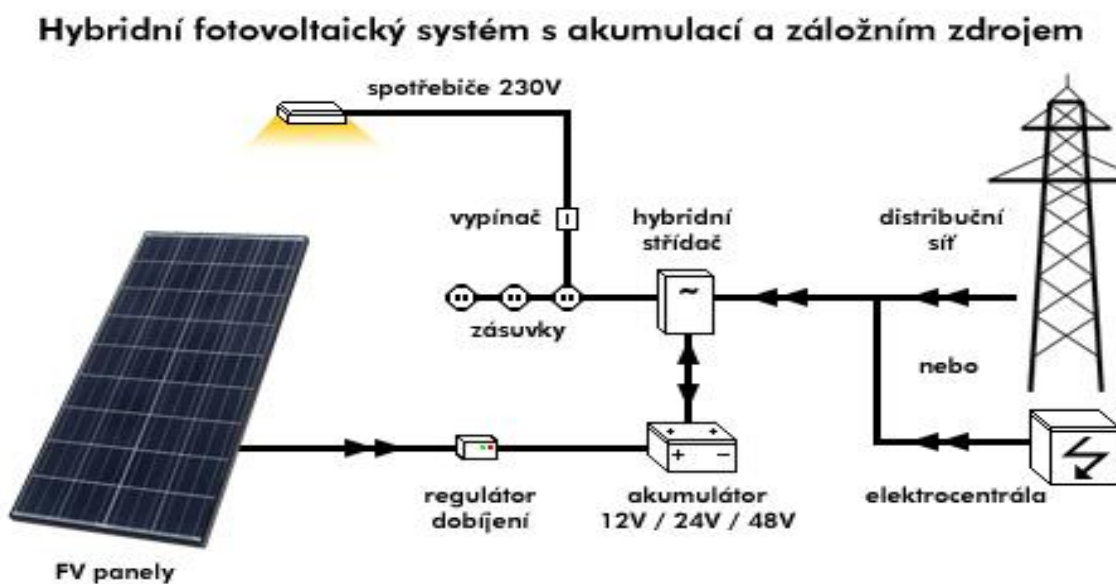 Hybridní fotovoltaický systém s akumulací a záložním zdrojem
spotřebiče 230V
vypínač
hybridní
střídač
distribuční
síť
zásuvky
nebo
regulátor
dobíjení
akumulátor
12V / 24V / 48V
elektrocentrála
FV panely